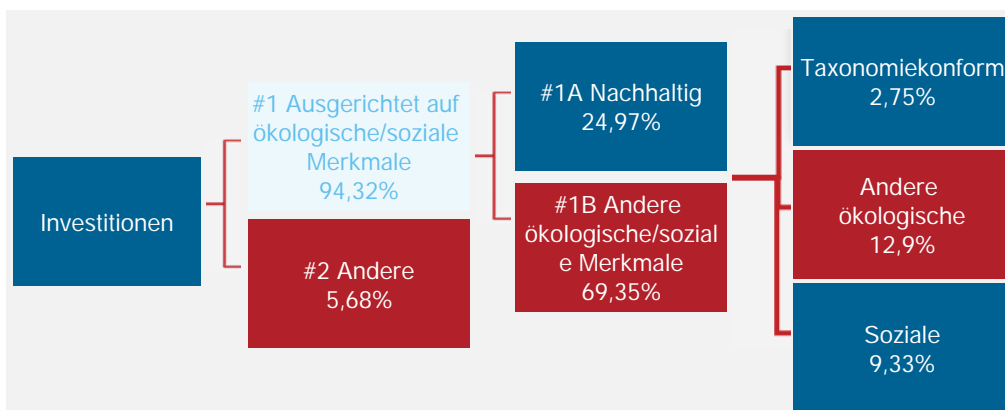 Investitionen
#1 Ausgerichtet auf
ökologische/soziale
Merkmale
94,32%
#2 Andere
5,68%
#1A Nachhaltig
24,97%
#1B Andere
ökologische/sozial
e Merkmale
69,35%
Taxonomiekonform
2,75%
Andere
ökologische
12,9%
Soziale
9,33%